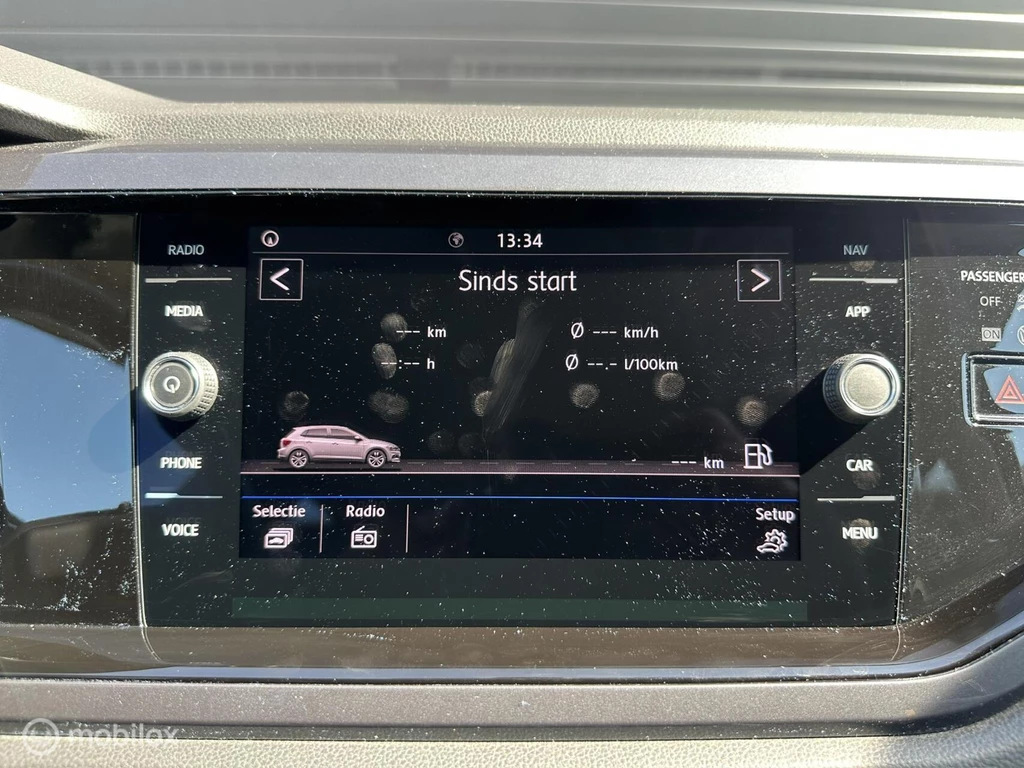 RADIO
MEDIA
PHONE
VOICE
13:34
Sinds start
--- km
Ø --- km/h
--:-- h
Ø --.- l/100km
--- km
Selectie
Radio
Setup
NAV
APP
CAR
MENU
PASSENGER
OFF
ON
mobilox